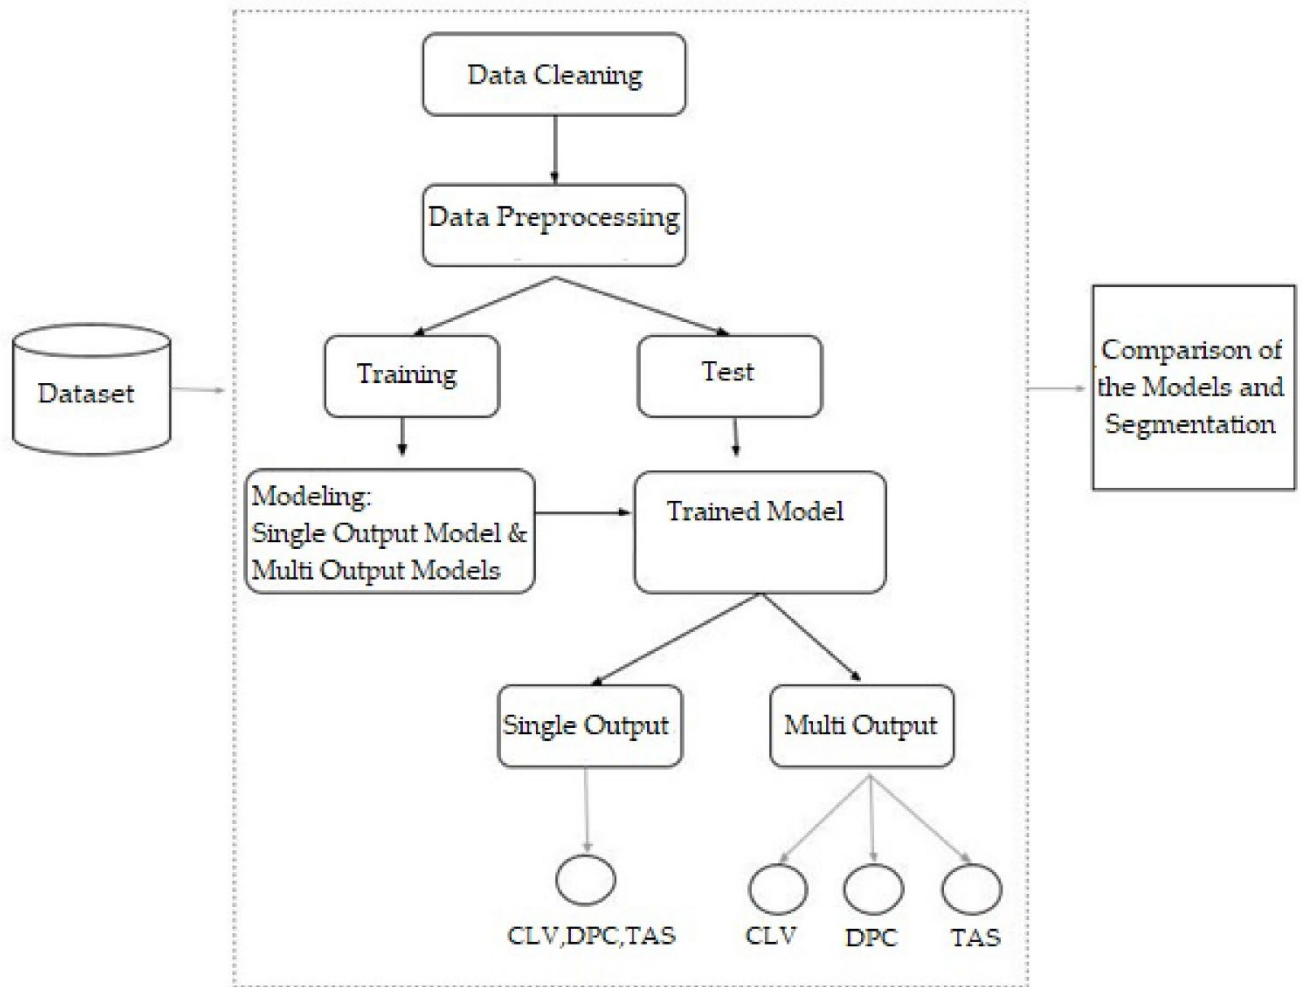 Data Cleaning
Data Preprocessing
Training
Test
Dataset
Comparison of
the Models and
Segmentation
Modeling:
Single Output Model &
Multi Output Models
Trained Model
Single Output
Multi Output
CLV,DPC,TAS
CLV
DPC
TAS